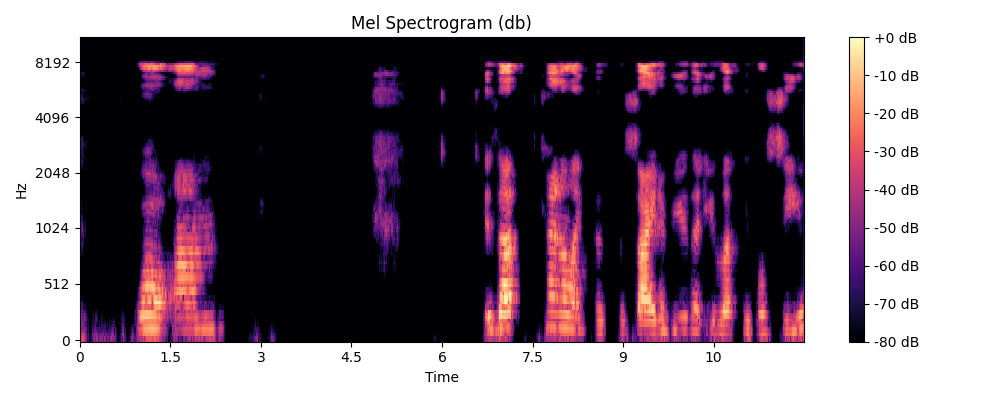 Mel Spectrogram (db)
8192
4096
2048
1024
512
0
Hz
0 1.5 3 4.5 6 7.5 9 10
Time
+0 dB
-10 dB
-20 dB
-30 dB
-40 dB
-50 dB
-60 dB
-70 dB
-80 dB